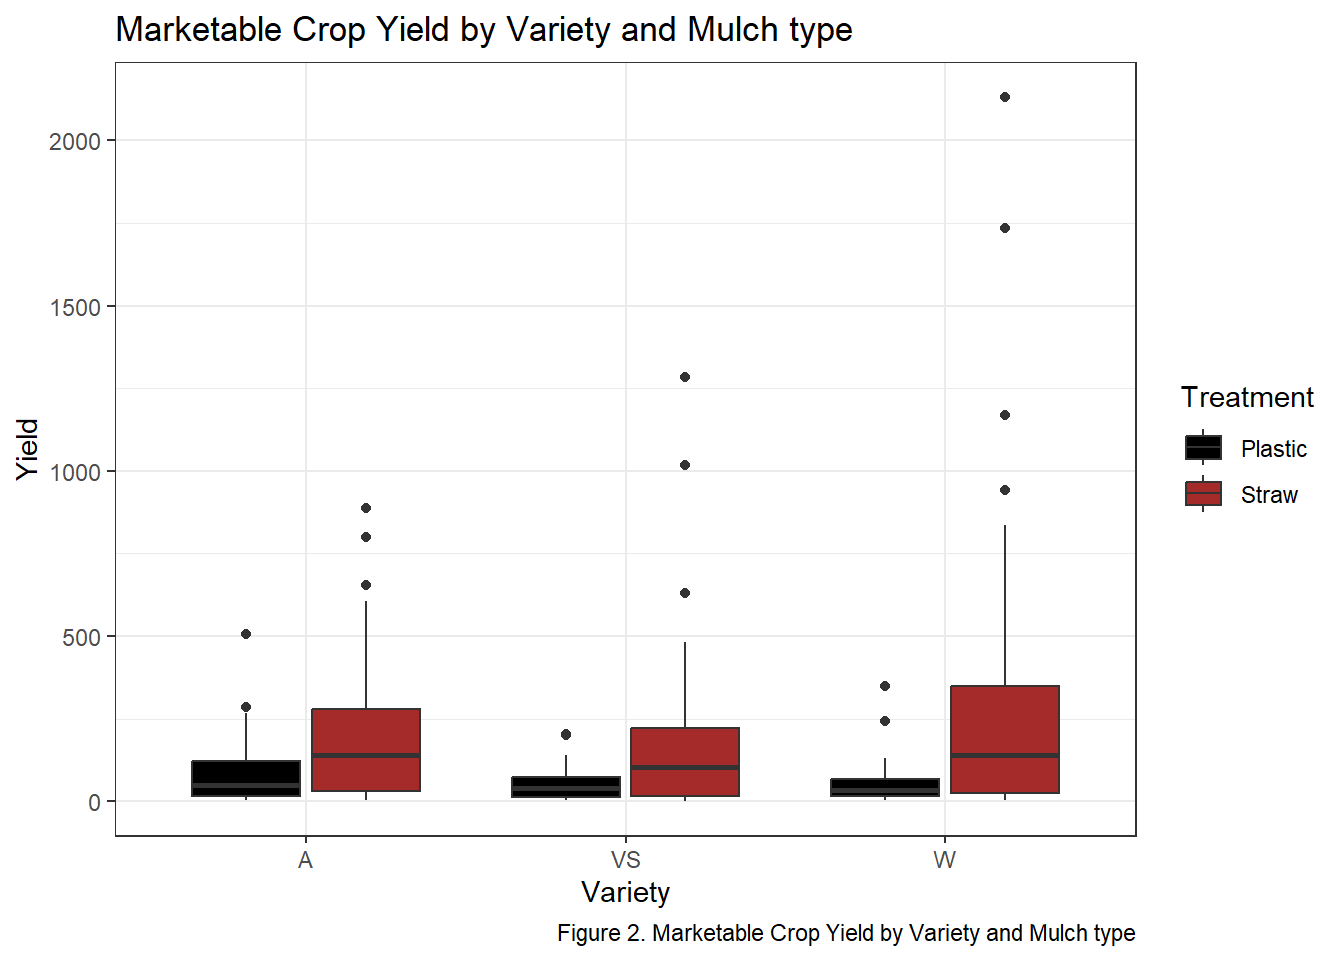 Marketable Crop Yield by Variety and Mulch type
2000
1500
1000
500
0
Yield
A VS W
Variety
Treatment
Plastic
Straw
Figure 2. Marketable Crop Yield by Variety and Mulch type